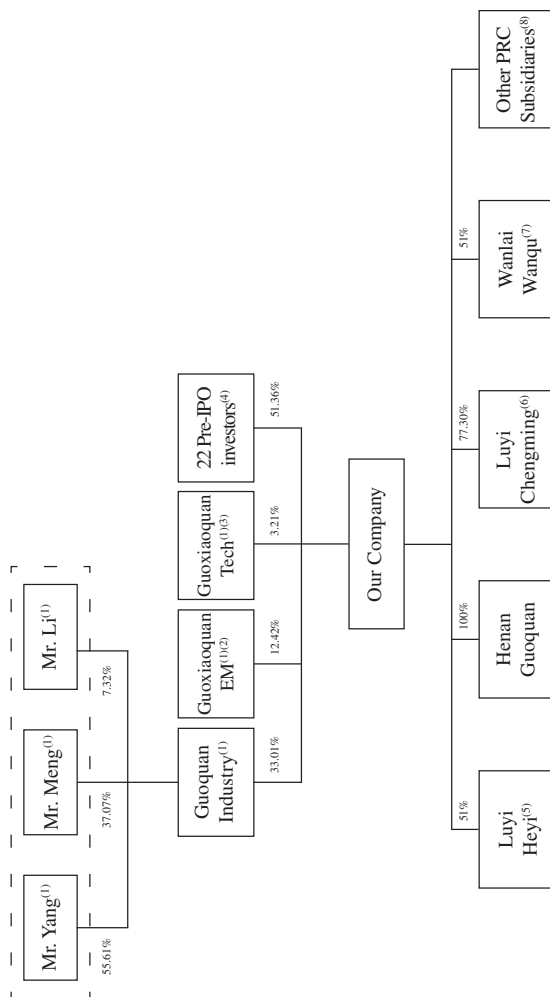 Mr. Yang(1)
Mr. Meng(1)
Mr. Li(1)
55.61%
37.07%
7.32%
Guoquan
Industry(1)
Guoxiaoquan
EM(1)(2)
Guoxiaoquan
Tech(1)(3)
22 Pre-IPO
investors(4)
33.01%
12.42%
3.21%
51.36%
Our Company
51%
100%
77.30%
51%
Luyi
Heyi(5)
Henan
Guoquan
Luyi
Chengming(6)
Wanlai
Wanqu(7)
Other PRC
Subsidiaries(8)